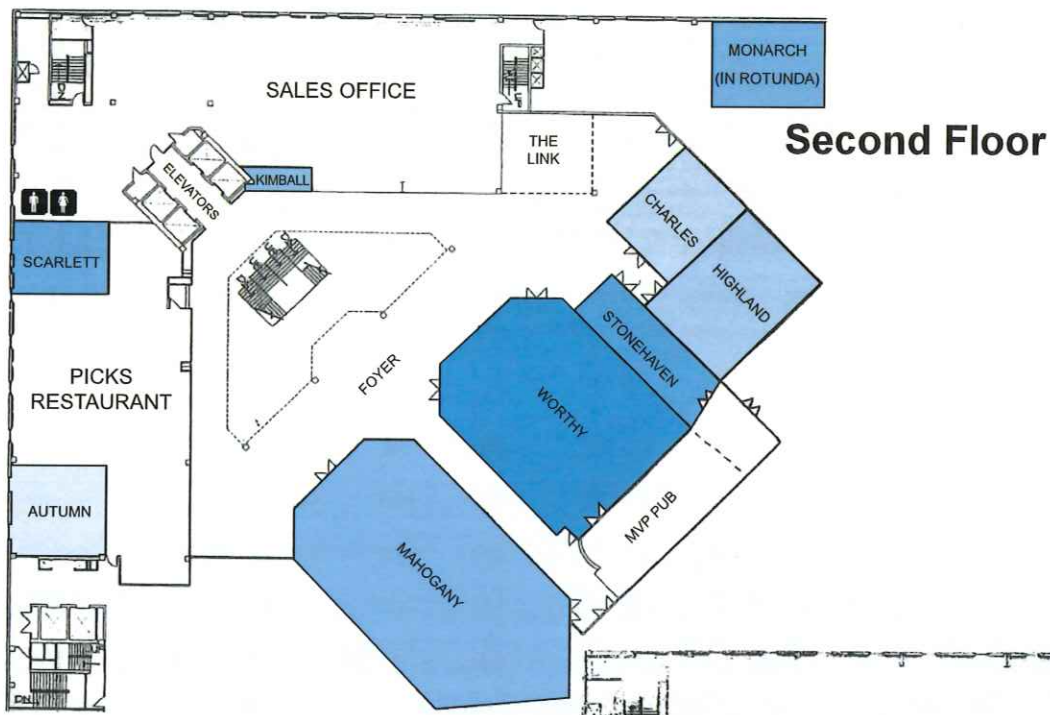 MONARCH
(IN ROTUNDA)
SALES OFFICE
Second Floor
THE
LINK
ELEVATORS
KIMBALL
CHARLES
SCARLETT
HIGHLAND
STONEHAVEN
FOYER
PICKS
RESTAURANT
WORTHY
AUTUMN
MVP PUB
MAHOGANY
DN